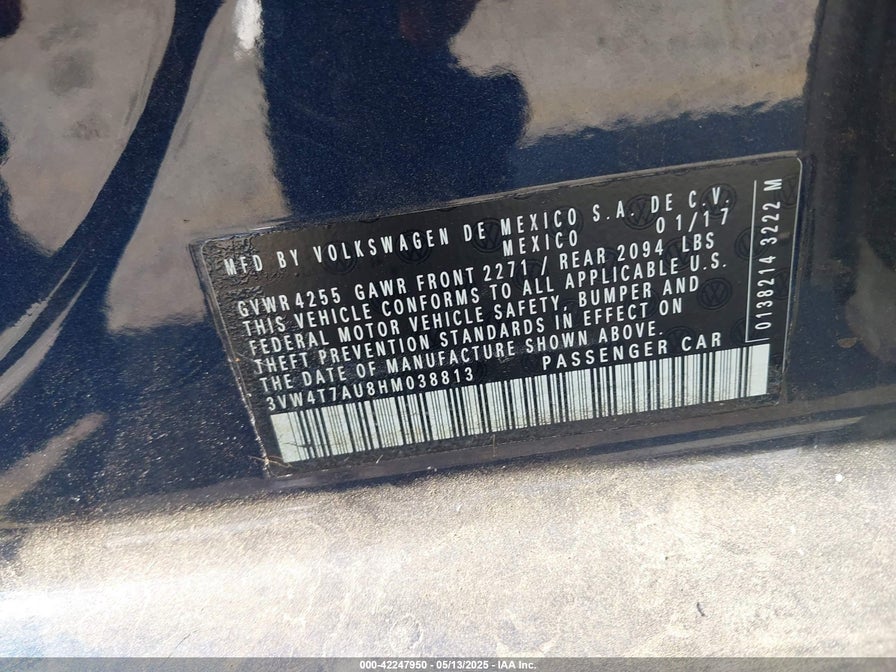 MFD BY VOLKSWAGEN DE MEXICO S.A. DE C.V.
MEXICO 01/17
GVWR 4255 GAWR FRONT 2271 / REAR 2094 LBS
THIS VEHICLE CONFORMS TO ALL APPLICABLE U.S.
FEDERAL MOTOR VEHICLE SAFETY, BUMPER AND
THEFT PREVENTION STANDARDS IN EFFECT ON
THE DATE OF MANUFACTURE SHOWN ABOVE.
3VW4T7AU8HM038813 PASSENGER CAR
0138214 3222 M
000-42247950 - 05/13/2025 - IAA Inc.